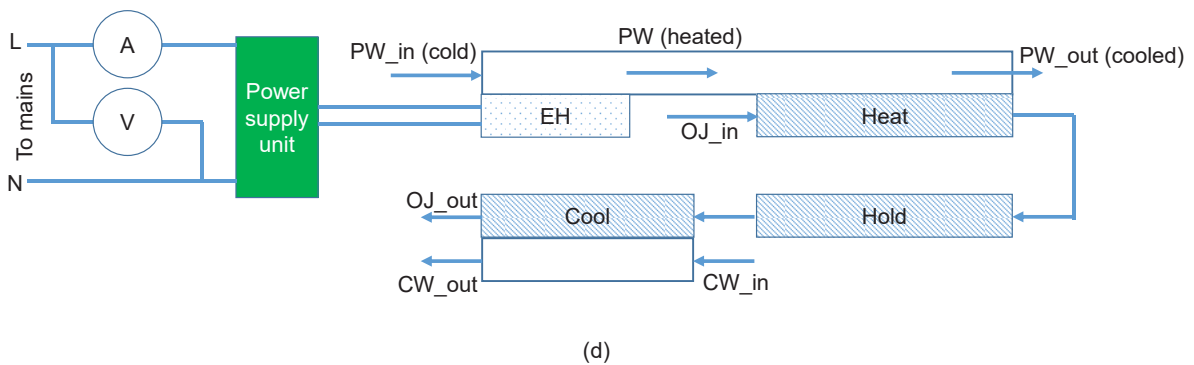 L
A
PW_in (cold)
PW (heated)
PW_out (cooled)
To mains
V
Power
supply
unit
EH
OJ_in
Heat
N
OJ_out
Cool
Hold
CW_out
CW_in
(d)